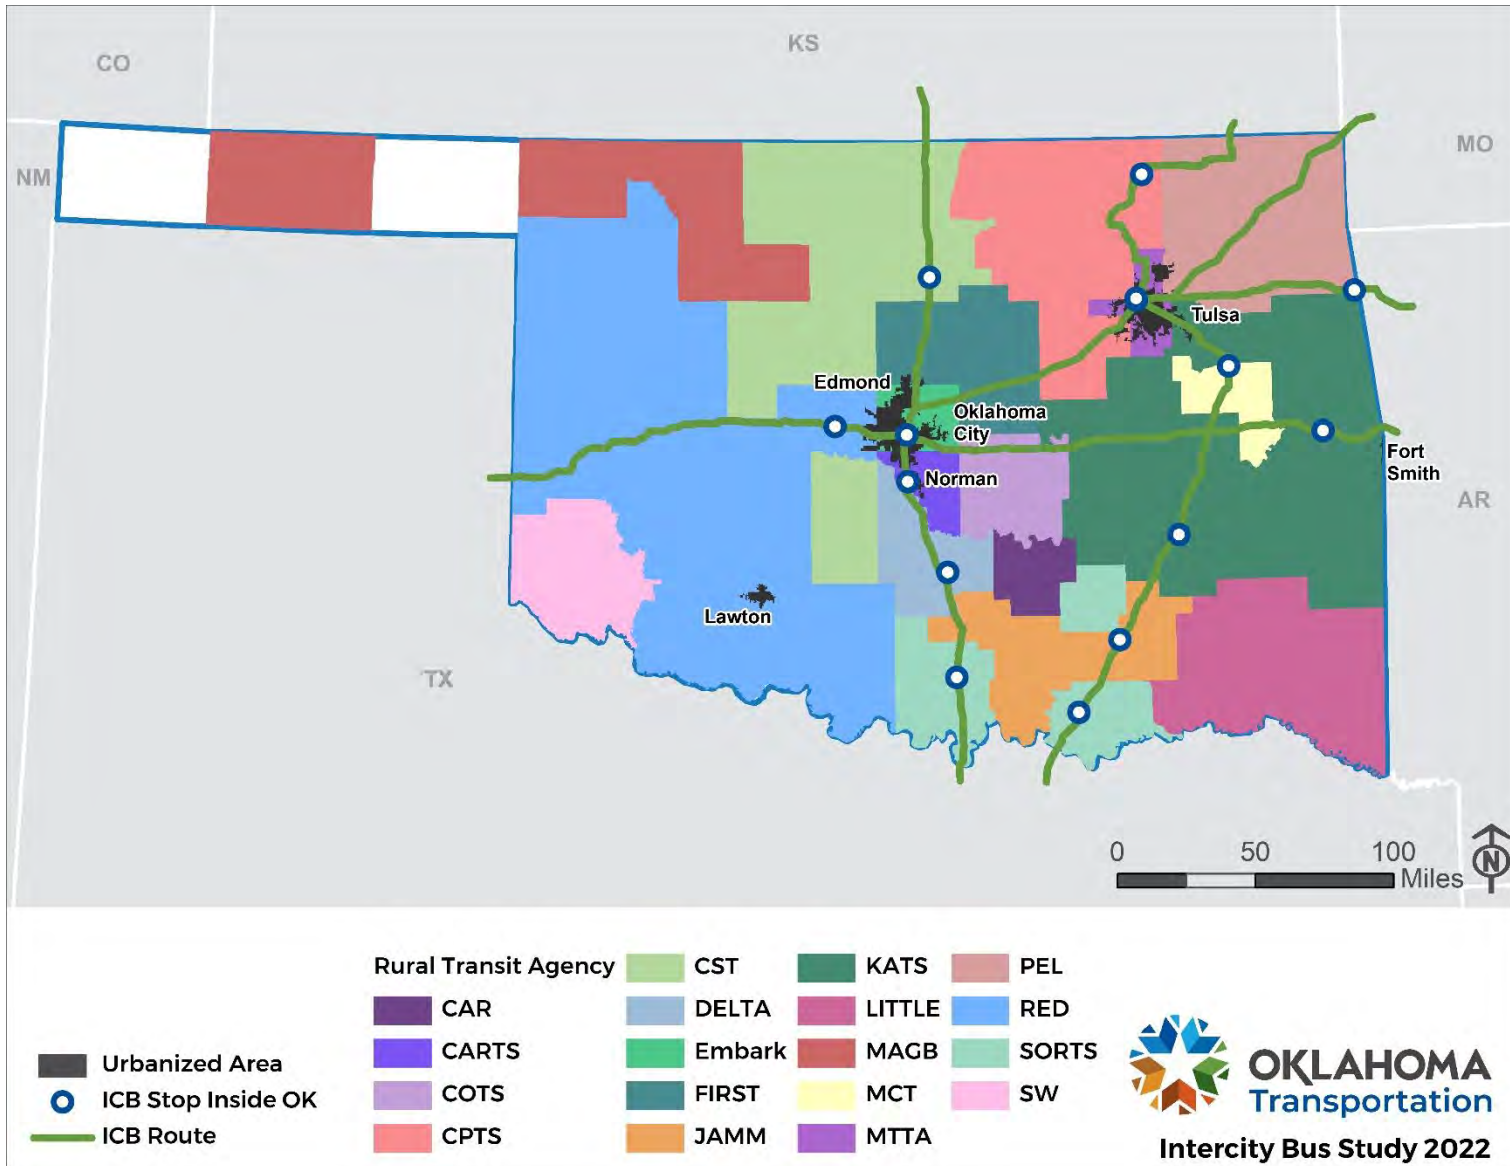 CO
KS
MO
NM
Tulsa
Edmond
Oklahoma
City
Norman
Fort
Smith
AR
Lawton
TX
0 50 100
Miles
N
Rural Transit Agency
CAR
CARTS
COTS
CPTS
CST
DELTA
Embark
FIRST
JAMM
KATS
LITTLE
MAGB
MCT
MTTA
PEL
RED
SORTS
SW
Urbanized Area
ICB Stop Inside OK
ICB Route
OKLAHOMA
Transportation
Intercity Bus Study 2022